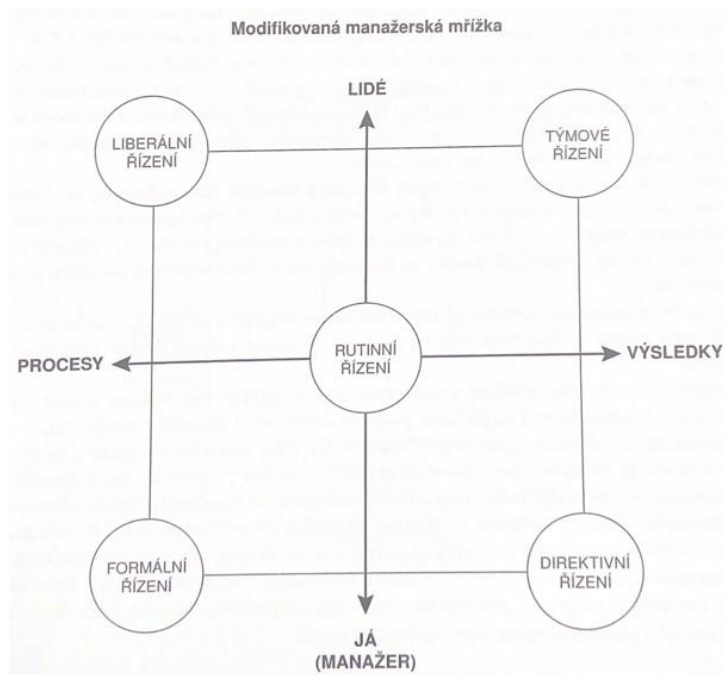 Modifikovaná manažerská mřížka
LIDÉ
LIBERÁLNÍ
ŘÍZENÍ
TÝMOVÉ
ŘÍZENÍ
PROCESY
RUTINNÍ
ŘÍZENÍ
VÝSLEDKY
FORMÁLNÍ
ŘÍZENÍ
DIREKTIVNÍ
ŘÍZENÍ
JÁ
(MANAŽER)